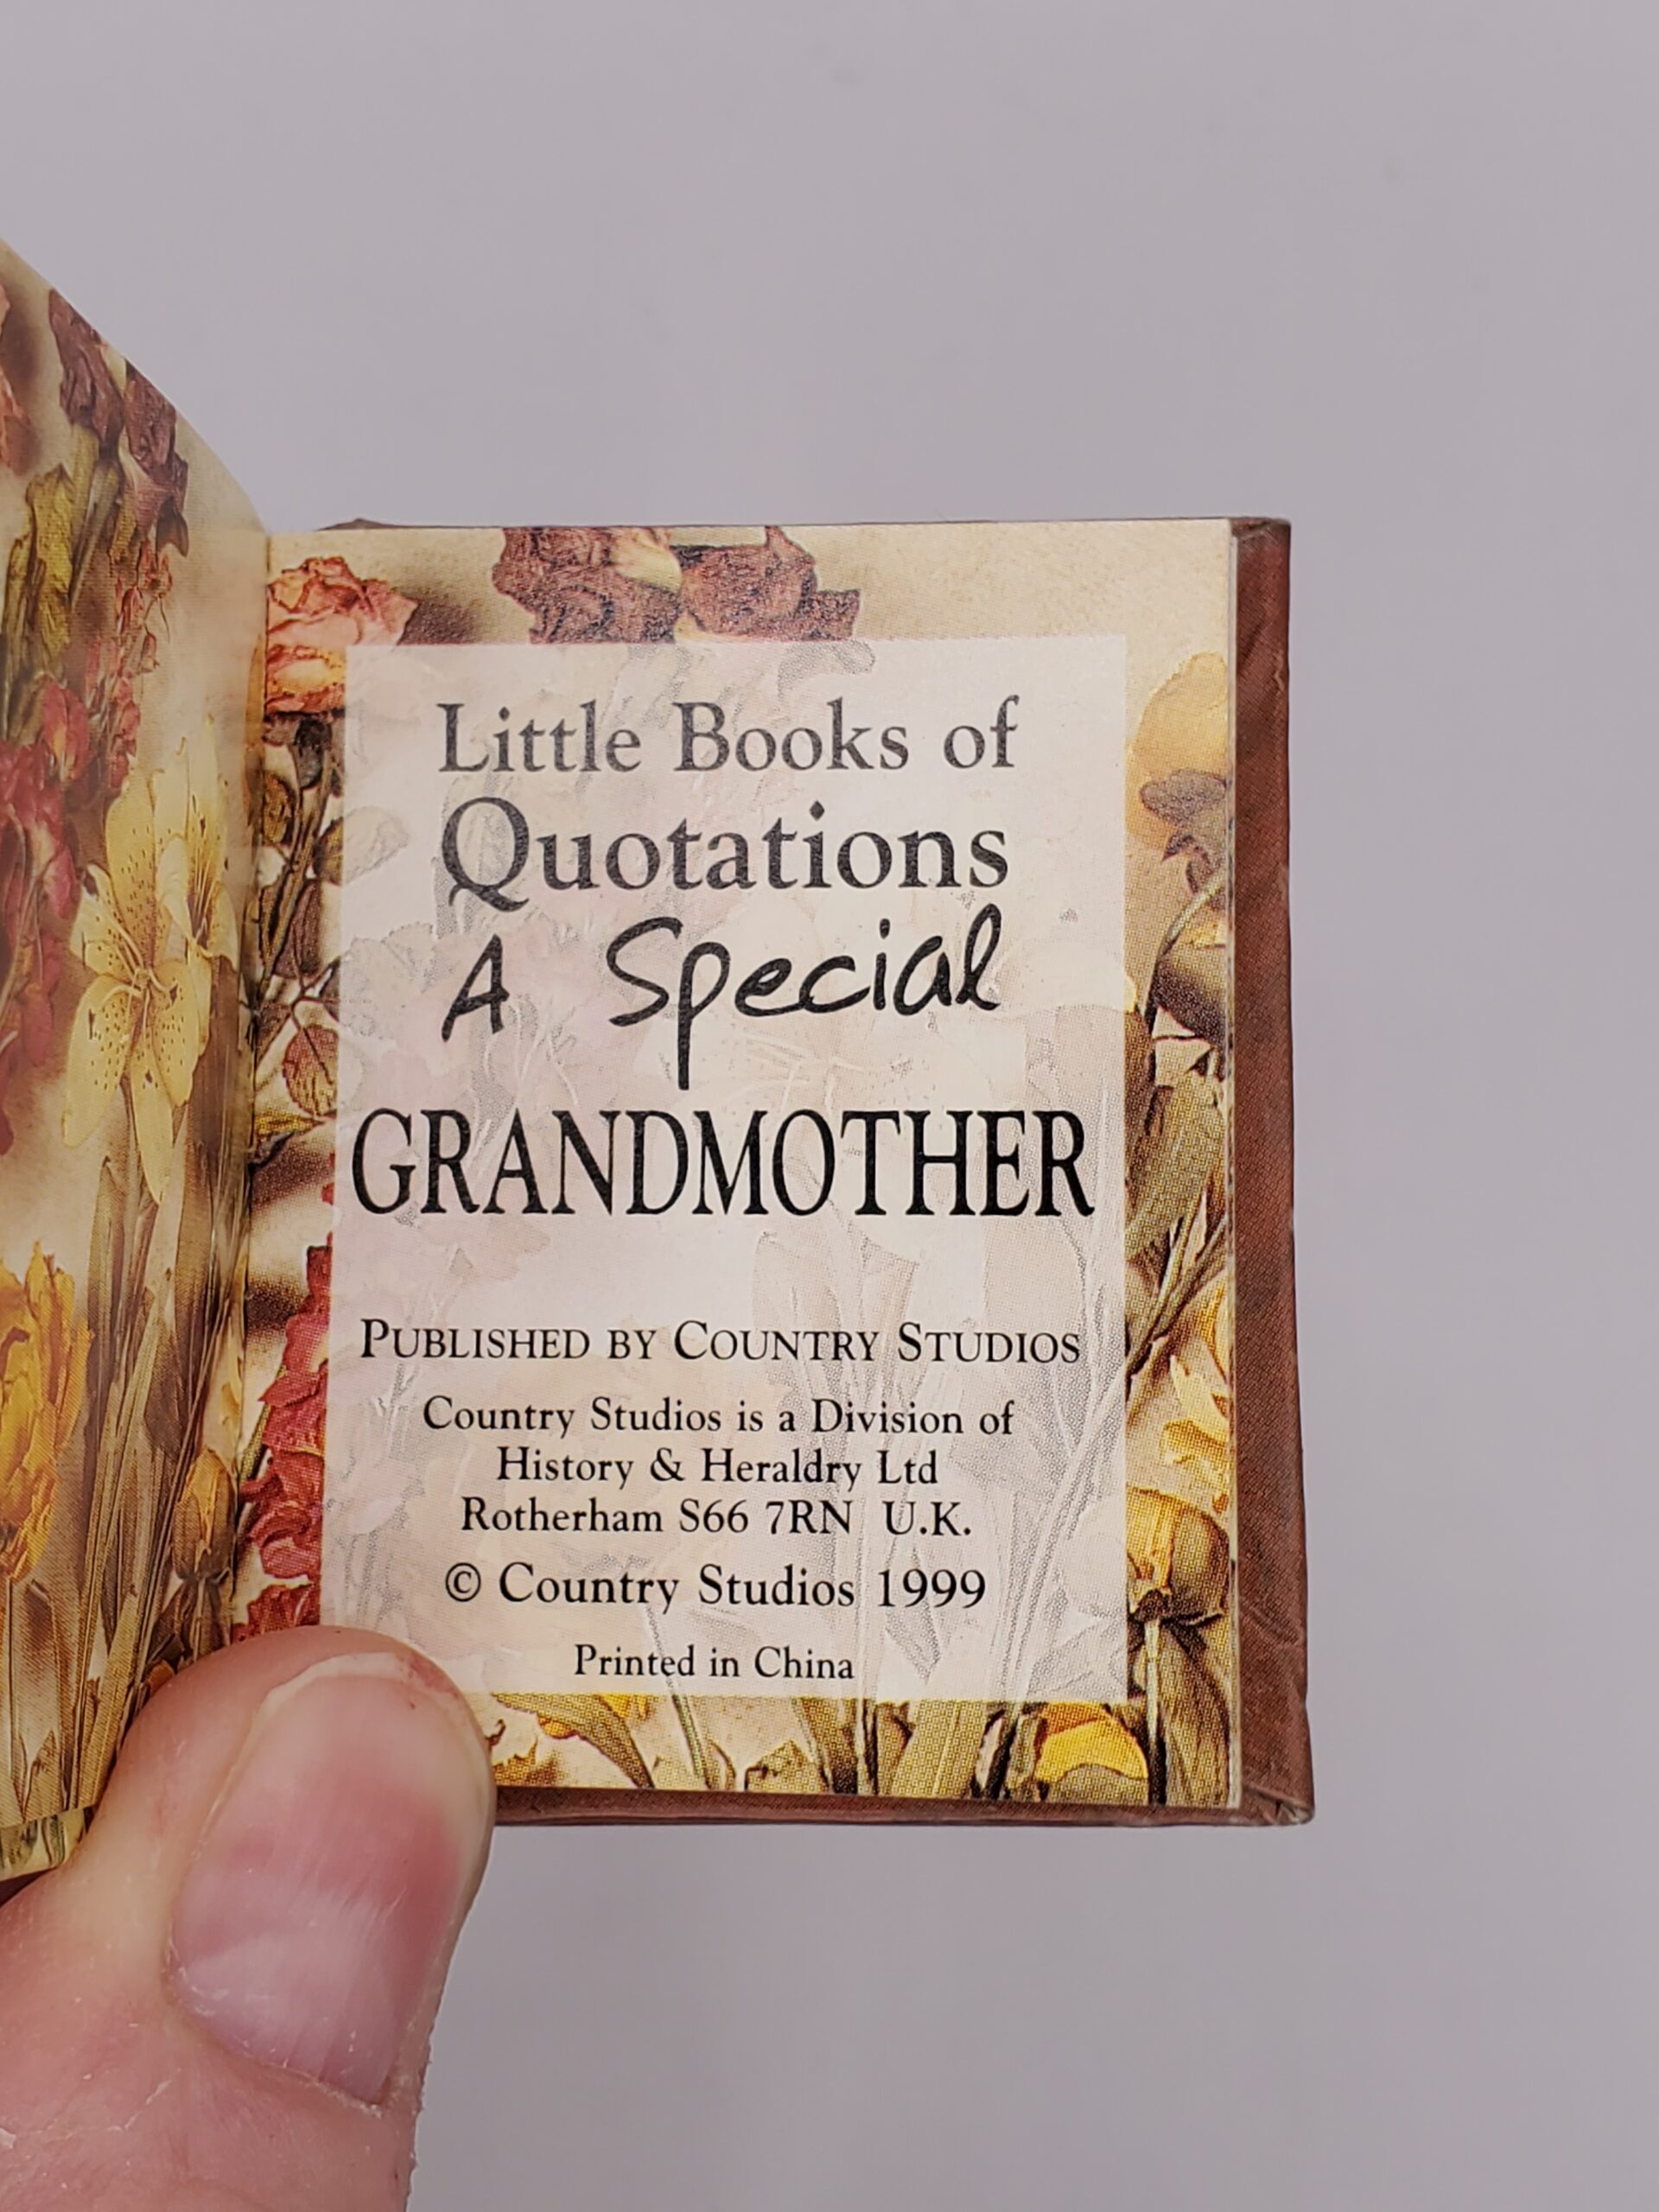 Little Books of
Quotations
A Special
GRANDMOTHER
PUBLISHED BY COUNTRY STUDIOS
Country Studios is a Division of
History & Heraldry Ltd
Rotherham S66 7RN U.K.
© Country Studios 1999
Printed in China